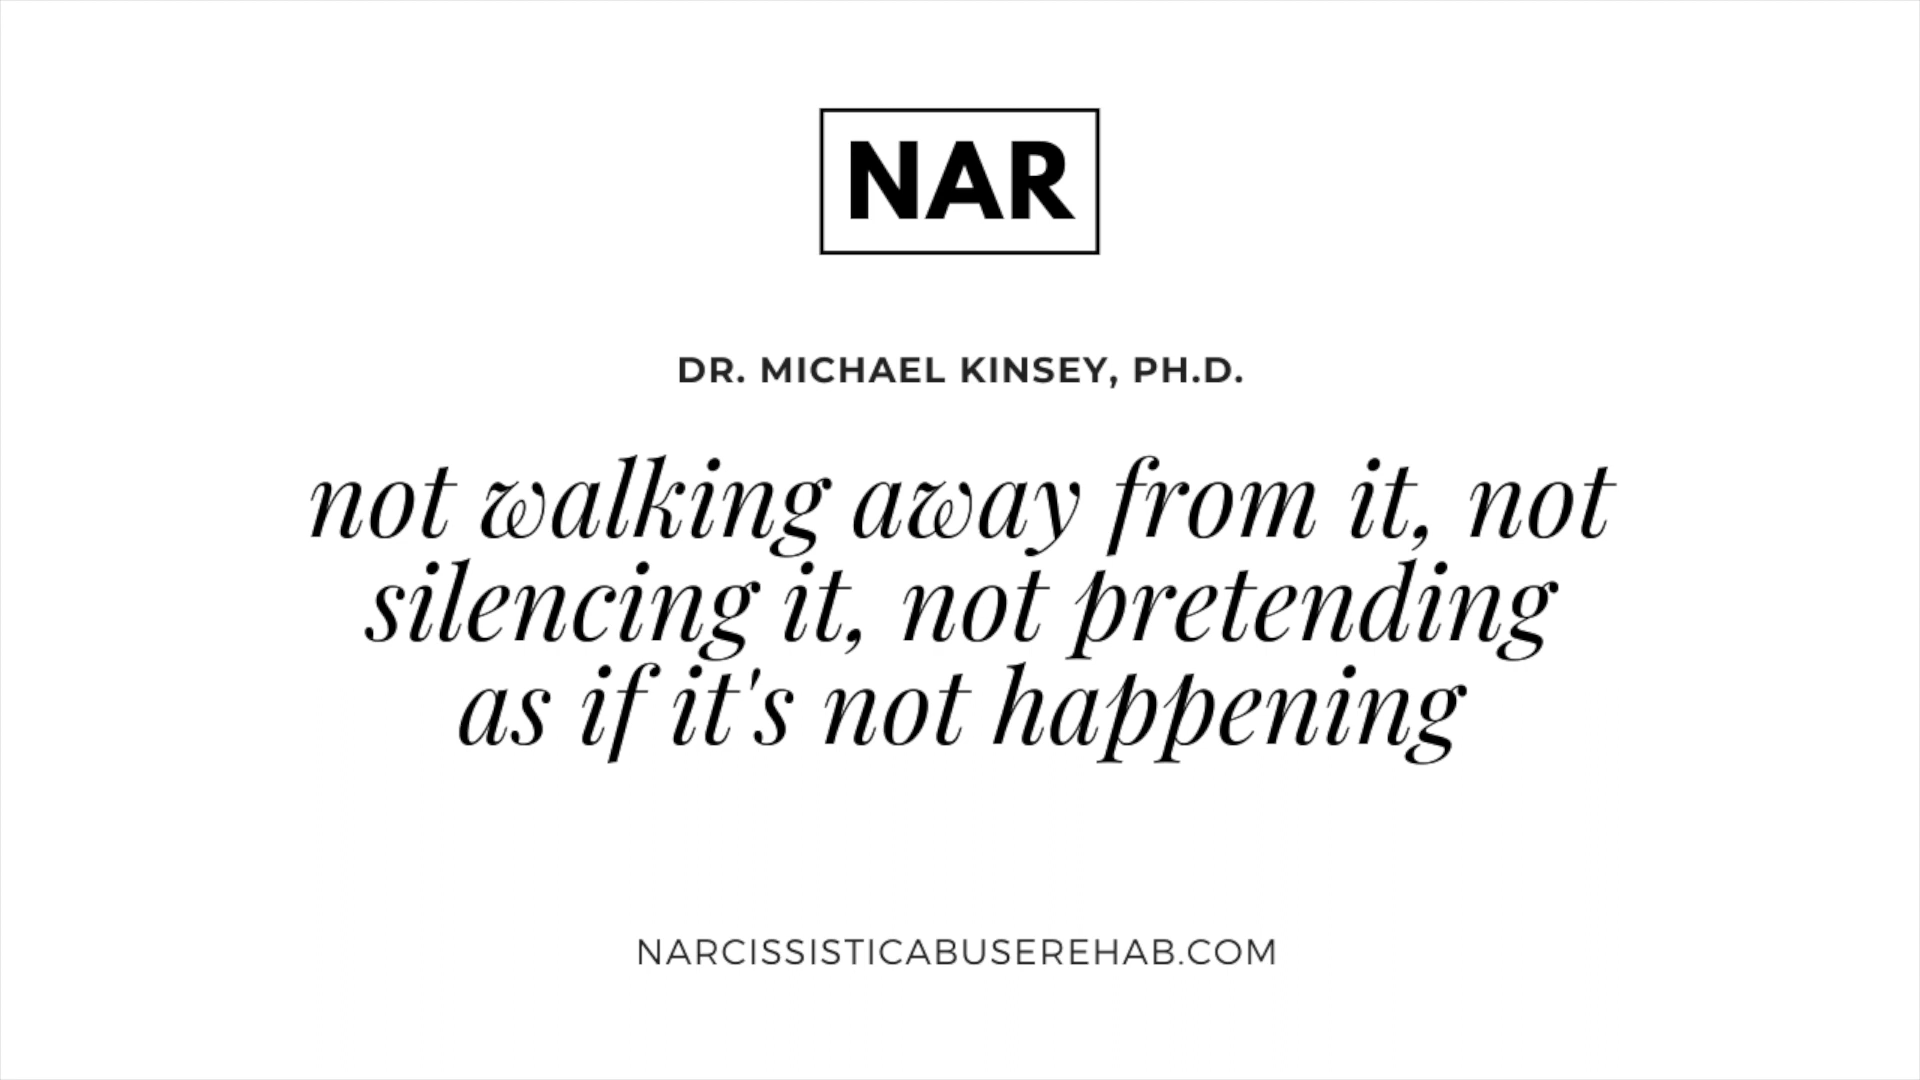 NAR
DR. MICHAEL KINSEY, PH.D.
not walking away from it, not
silencing it, not pretending
as if it's not happening
NARCISSISTICABUSEREHAB.COM